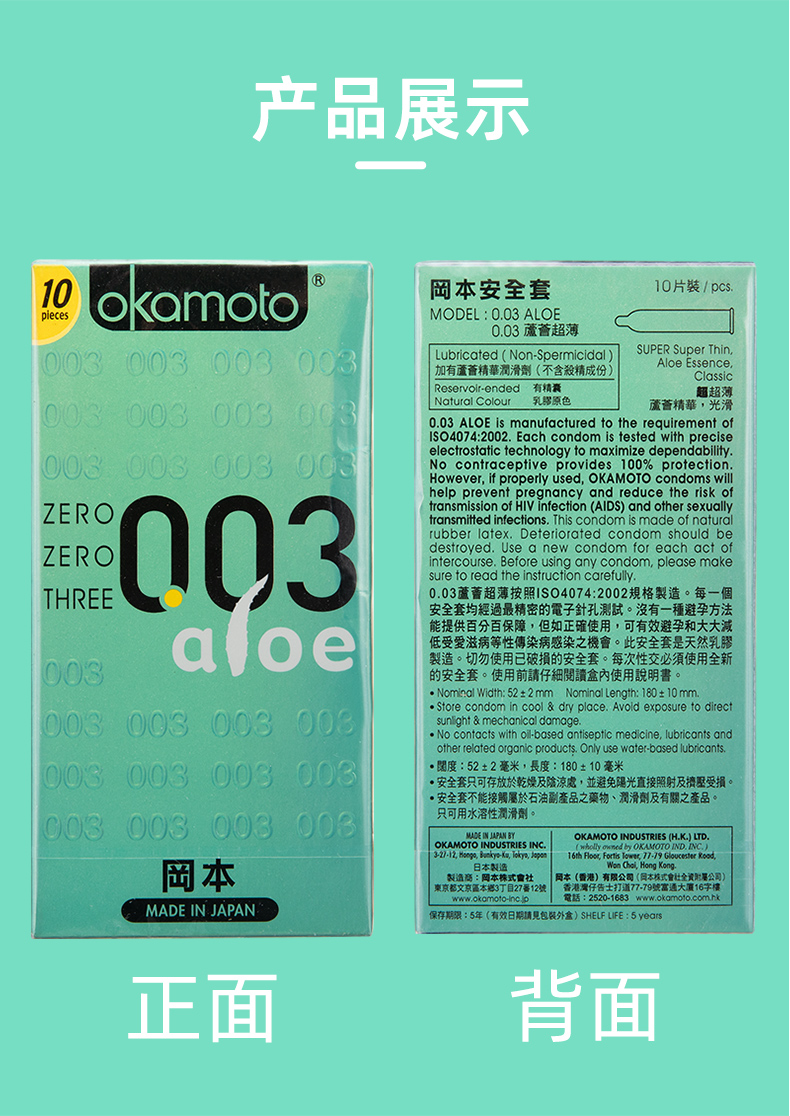 产品展示
10
pieces
okamoto®
003 003 003 003
003 003 003 003
003 003 003 003
ZERO
ZERO
THREE
0.03
aloe
003
003 003 003 003
003 003 003 003
003 003 003 003
岡本
MADE IN JAPAN
正面
岡本安全套
10片裝 / pcs.
MODEL : 0.03 ALOE
0.03 蘆薈超薄
Lubricated ( Non-Spermicidal )
加有蘆薈精華潤滑劑（不含殺精成份）
Reservoir-ended 有精囊
Natural Colour 乳膠原色
SUPER Super Thin,
Aloe Essence,
Classic
超超薄
蘆薈精華，光滑
0.03 ALOE is manufactured to the requirement of
ISO4074:2002. Each condom is tested with precise
electrostatic technology to maximize dependability.
No contraceptive provides 100% protection.
However, if properly used, OKAMOTO condoms will
help prevent pregnancy and reduce the risk of
transmission of HIV infection (AIDS) and other sexually
transmitted infections. This condom is made of natural
rubber latex. Deteriorated condom should be
destroyed. Use a new condom for each act of
intercourse. Before using any condom, please make
sure to read the instruction carefully.
0.03蘆薈超薄按照ISO4074:2002規格製造。每一個
安全套均經過最精密的電子針孔測試。沒有一種避孕方法
能提供百分百保障，但如正確使用，可有效避孕和大大減
低受愛滋病等性傳染病感染之機會。此安全套是天然乳膠
製造。切勿使用已破損的安全套。每次性交必須使用全新
的安全套。使用前請仔細閱讀盒內使用說明書。
• Nominal Width: 52 ± 2 mm Nominal Length: 180 ± 10 mm.
• Store condom in cool & dry place. Avoid exposure to direct
sunlight & mechanical damage.
• No contacts with oil-based antiseptic medicine, lubricants and
other related organic products. Only use water-based lubricants.
• 闊度：52 ± 2 毫米，長度：180 ± 10 毫米
• 安全套只可存放於乾燥及陰涼處，並避免陽光直接照射及擠壓受損。
• 安全套不能接觸屬於石油副產品之藥物、潤滑劑及有關之產品。
只可用水溶性潤滑劑。
MADE IN JAPAN BY
OKAMOTO INDUSTRIES INC.
3-27-12, Hongo, Bunkyo-Ku, Tokyo, Japan
日本製造
製造商：岡本株式會社
東京都文京區本郷3丁目27番12號
www.okamoto-inc.jp
OKAMOTO INDUSTRIES (H.K.) LTD.
( wholly owned by OKAMOTO IND. INC. )
16th Floor, Fortis Tower, 77-79 Gloucester Road,
Wan Chai, Hong Kong.
岡本（香港）有限公司（岡本株式會社全資附屬公司）
香港灣仔告士打道77-79號富通大廈16字樓
電話：2520-1683 www.okamoto.com.hk
保存期限：5年（有效日期請見包裝外盒）SHELF LIFE : 5 years
背面